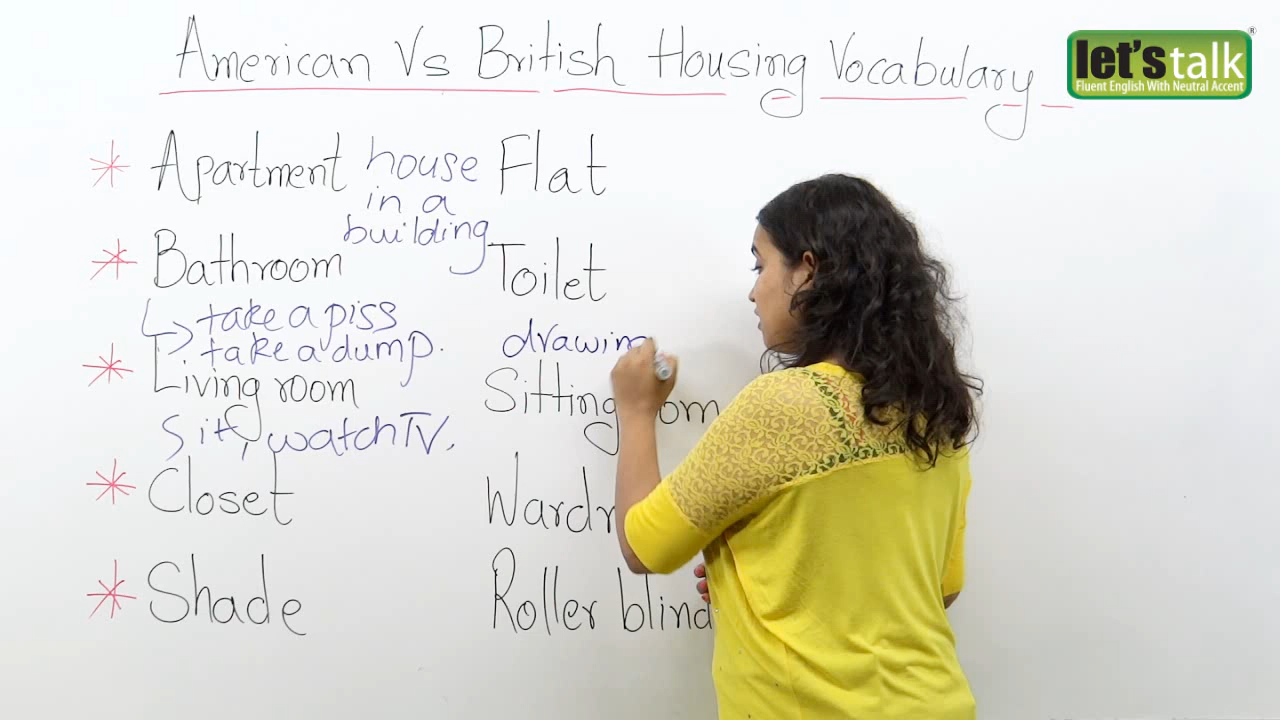 American Vs British Housing Vocabulary
let's talk
®
Fluent English With Neutral Accent
* Apartment house Flat
in a
building
* Bathroom Toilet
take a piss
take a dump. drawing
* Living room Sitting
Sit, watch TV.
* Closet
* Shade Roller blind